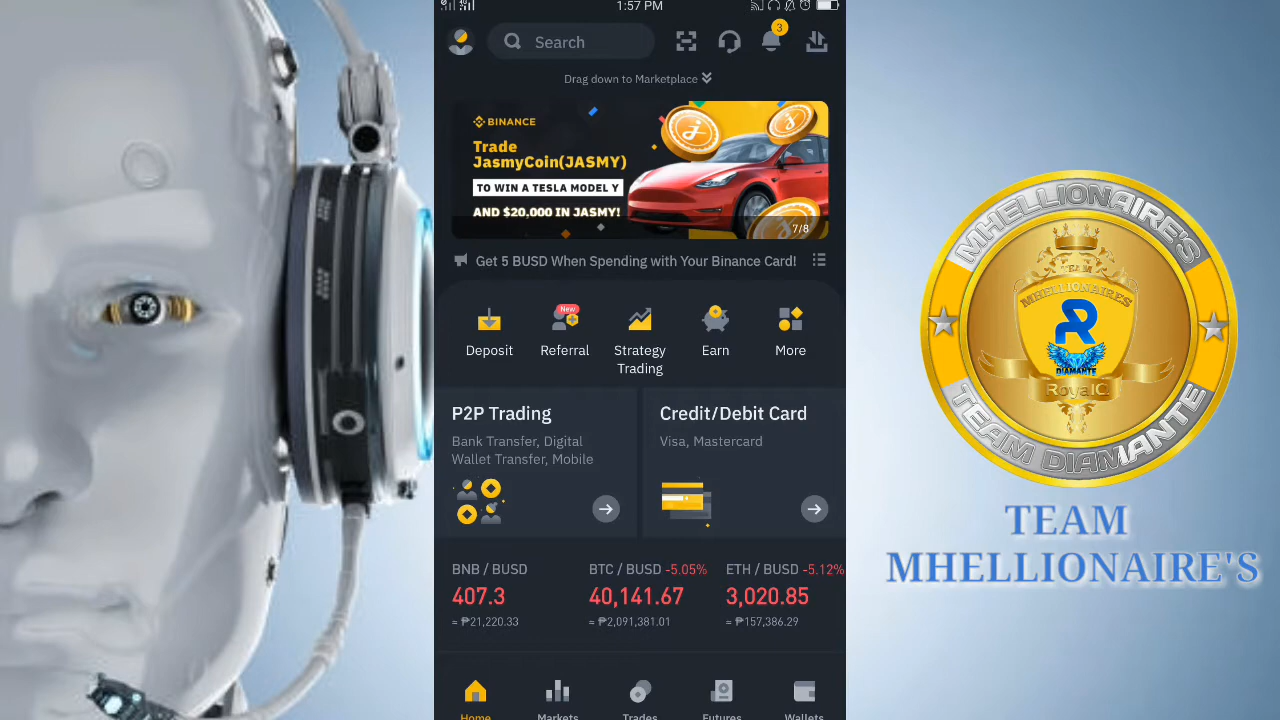 1:57 PM
3
Search
Drag down to Marketplace
BINANCE
Trade
JasmyCoin(JASMY)
TO WIN A TESLA MODEL Y
AND $20,000 IN JASMY!
7/8
Get 5 BUSD When Spending with Your Binance Card!
New
Deposit
Referral
Strategy
Trading
Earn
More
P2P Trading
Bank Transfer, Digital
Wallet Transfer, Mobile
Credit/Debit Card
Visa, Mastercard
BNB / BUSD
407.3
≈ ₱21,220.33
BTC / BUSD -5.05%
40,141.67
≈ ₱2,091,381.01
ETH / BUSD -5.12%
3,020.85
≈ ₱157,386.29
Home
Markets
Trades
Futures
Wallets
MHELLIONAIRE'S
TEAM
MHELLIONAIRES
R
DIAMANTE
RoyalQ
TEAM DIAMANTE
TEAM
MHELLIONAIRE'S